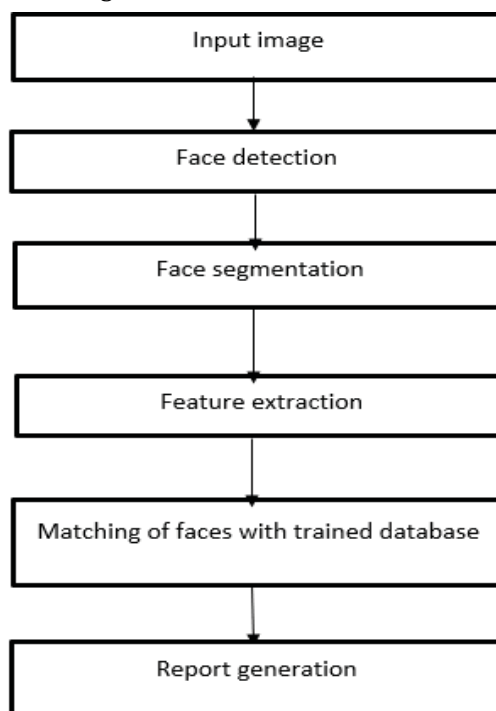 Input image
Face detection
Face segmentation
Feature extraction
Matching of faces with trained database
Report generation